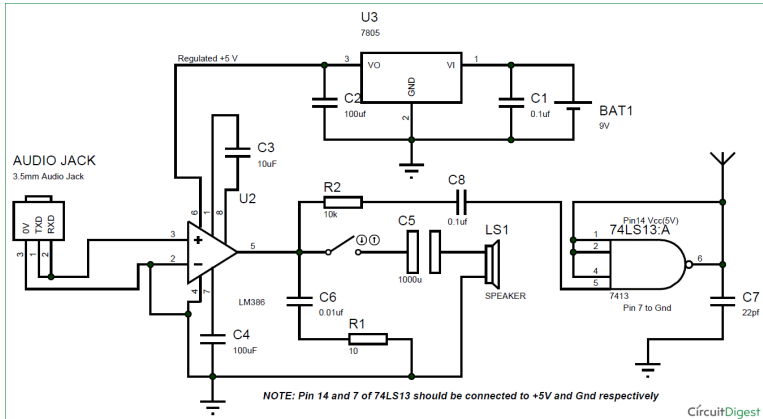 U3
7805
Regulated +5 V
3
VO
VI
1
GND
2
C2
100uf
C1
0.1uf
BAT1
9V
C3
10uF
U2
AUDIO JACK
3.5mm Audio Jack
0V
TXD
RXD
3
1
2
6
1
8
3
2
5
4
7
LM386
C4
100uF
C6
0.01uf
R1
10
R2
10k
C5
1000u
C8
0.1uf
LS1
SPEAKER
Pin14 Vcc(5V)
74LS13:A
1
2
4
5
6
7413
Pin 7 to Gnd
C7
22pf
NOTE: Pin 14 and 7 of 74LS13 should be connected to +5V and Gnd respectively
CircuitDigest